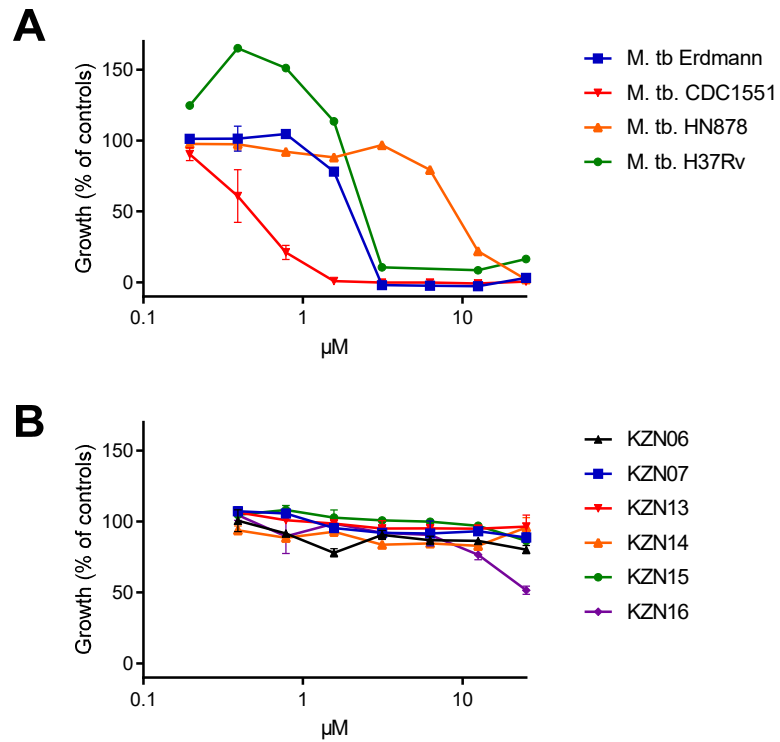 A
Growth (% of controls)
150
100
50
0
0.1
1
10
µM
M. tb Erdmann
M. tb. CDC1551
M. tb. HN878
M. tb. H37Rv
B
Growth (% of controls)
150
100
50
0
0.1
1
10
µM
KZN06
KZN07
KZN13
KZN14
KZN15
KZN16